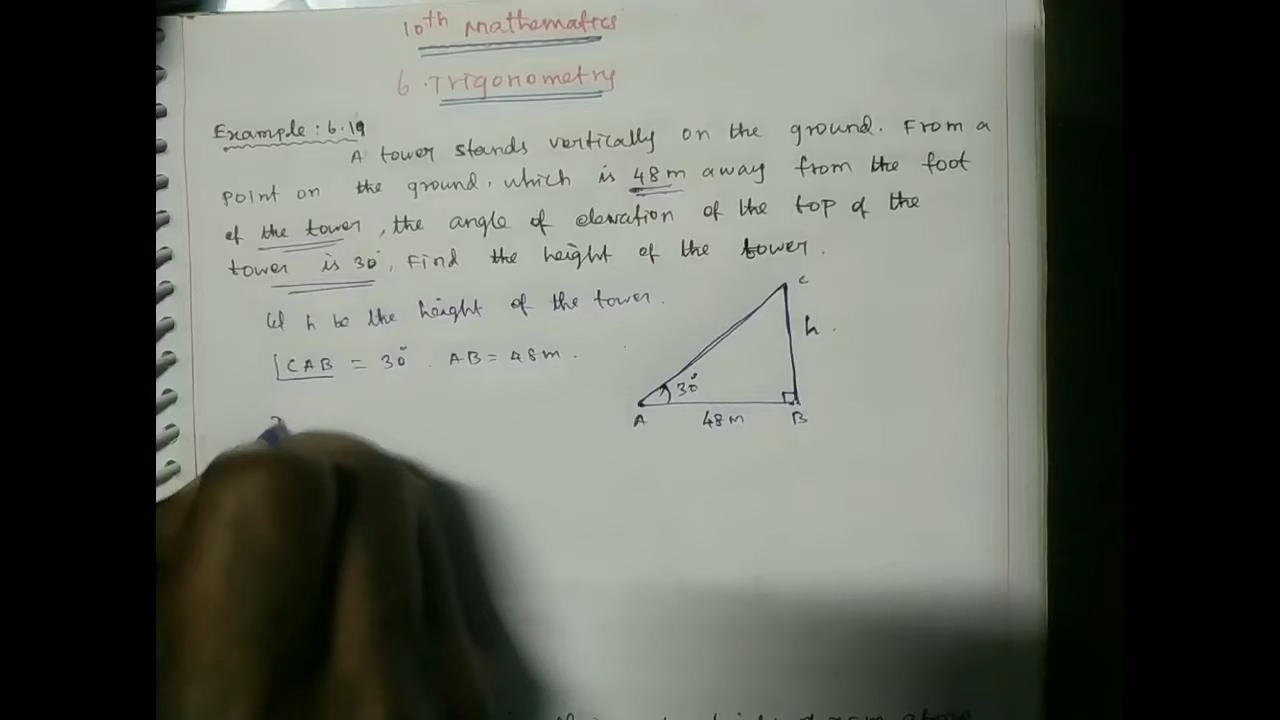 10th Mathematics
6. Trigonometry
Example: 6.19
A tower stands vertically on the ground. From a
point on the ground, which is 48m away from the foot
of the tower, the angle of elevation of the top of the
tower is 30°, Find the height of the tower.
Let h be the height of the tower.
∠CAB = 30°. AB = 48m.
C
h.
30°
A 48m B